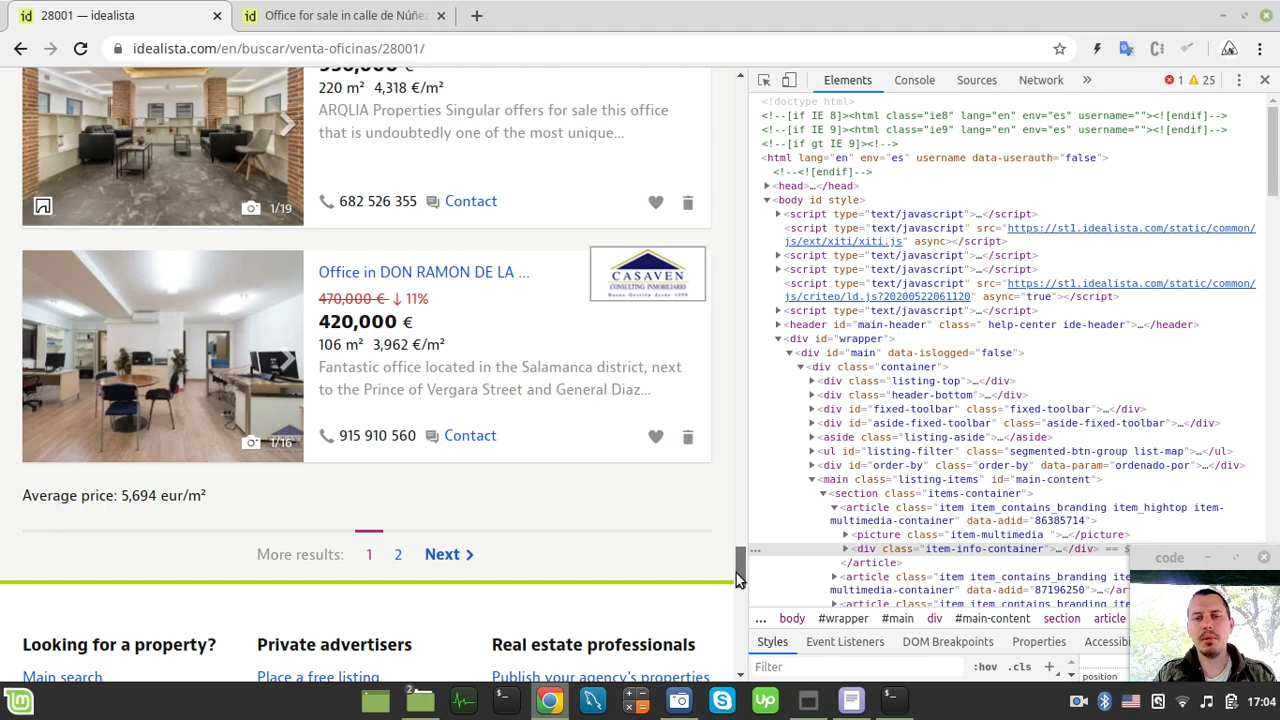 28001 — idealista
Office for sale in calle de Núñez
idealista.com/en/buscar/venta-oficinas/28001/
220 m² 4,318 €/m²
ARQLIA Properties Singular offers for sale this office
that is undoubtedly one of the most unique...
682 526 355 Contact
1/19
Office in DON RAMON DE LA ...
CASAVEN
CONSULTING INMOBILIARIO
470,000 € ↓ 11%
420,000 €
106 m² 3,962 €/m²
Fantastic office located in the Salamanca district, next
to the Prince of Vergara Street and General Diaz...
915 910 560 Contact
1/16
Average price: 5,694 eur/m²
More results: 1 2 Next
Looking for a property? Private advertisers Real estate professionals
Main search Place a free listing Publish your agency's properties
Elements Console Sources Network » 1 25
<!doctype html>
<!--[if IE 8]><html class="ie8" lang="en" env="es" username=""><![endif]-->
<!--[if IE 9]><html class="ie9" lang="en" env="es" username=""><![endif]-->
<!--[if gt IE 9]><!-->
<html lang="en" env="es" username data-userauth="false">
<!--<![endif]-->
<head>…</head>
<body id style>
<script type="text/javascript">…</script>
<script type="text/javascript" src="https://st1.idealista.com/static/common/
js/ext/xiti/xiti.js" async></script>
<script type="text/javascript">…</script>
<script type="text/javascript">…</script>
<script type="text/javascript" src="https://st1.idealista.com/static/common/
js/criteo/ld.js?20200522061120" async="true"></script>
<script type="text/javascript">…</script>
<header id="main-header" class=" help-center ide-header">…</header>
<div id="wrapper">
<div id="main" data-islogged="false">
<div class="container">
<div class="listing-top">…</div>
<div class="header-bottom">…</div>
<div id="fixed-toolbar" class="fixed-toolbar">…</div>
<div id="aside-fixed-toolbar" class="aside-fixed-toolbar">…</div>
<aside class="listing-aside">…</aside>
<ul id="listing-filter" class="segmented-btn-group list-map">…</ul>
<div id="order-by" class="order-by" data-param="ordenado-por">…</div>
<main class="listing-items" id="main-content">
<section class="items-container">
<article class="item item_contains_branding item_hightop item-
multimedia-container" data-adid="86385714">
<picture class="item-multimedia ">…</picture>
... <div class="item-info-container">…</div> == $
</article>
<article class="item item_contains_branding ite
multimedia-container" data-adid="87196250">…</ar
<article class="item item_contains_branding ite
... body #wrapper #main div #main-content section article
Styles Event Listeners DOM Breakpoints Properties Accessib
Filter :hov .cls +
position
code
2
17:04